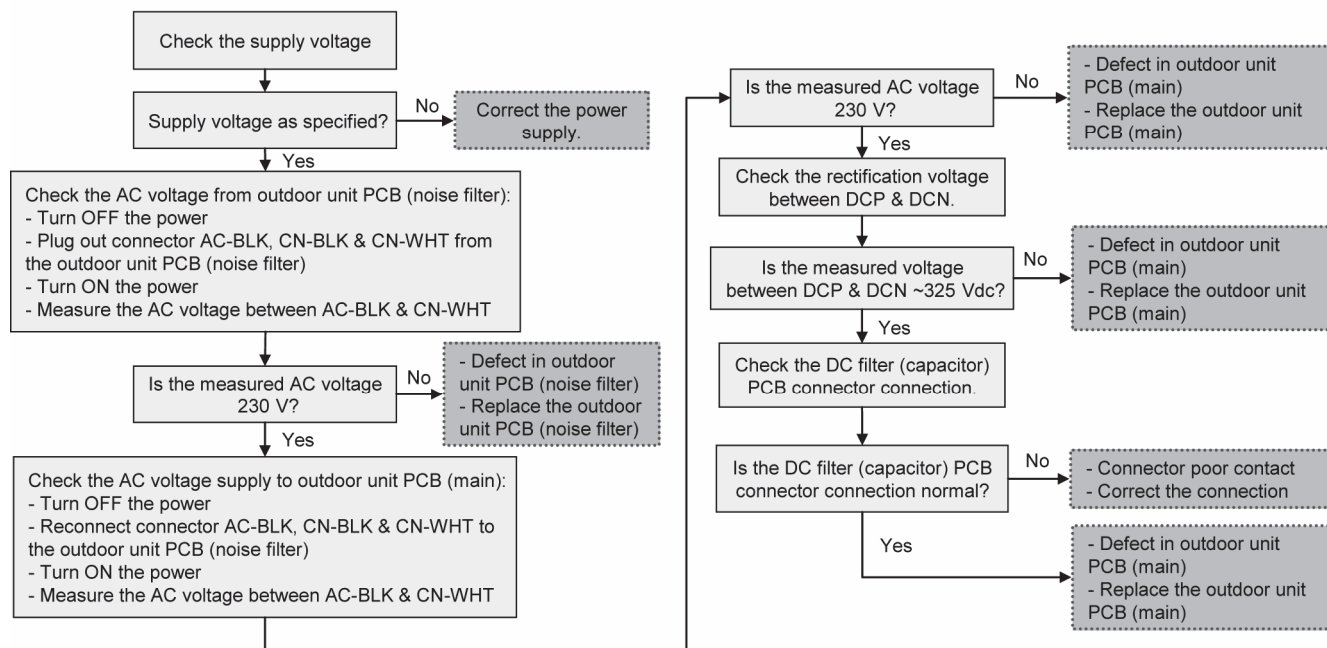 Check the supply voltage
Supply voltage as specified?
No
Correct the power
supply.
Yes
Check the AC voltage from outdoor unit PCB (noise filter):
- Turn OFF the power
- Plug out connector AC-BLK, CN-BLK & CN-WHT from
the outdoor unit PCB (noise filter)
- Turn ON the power
- Measure the AC voltage between AC-BLK & CN-WHT
Is the measured AC voltage
230 V?
No
- Defect in outdoor
unit PCB (noise filter)
- Replace the outdoor
unit PCB (noise filter)
Yes
Check the AC voltage supply to outdoor unit PCB (main):
- Turn OFF the power
- Reconnect connector AC-BLK, CN-BLK & CN-WHT to
the outdoor unit PCB (noise filter)
- Turn ON the power
- Measure the AC voltage between AC-BLK & CN-WHT
Is the measured AC voltage
230 V?
No
- Defect in outdoor unit
PCB (main)
- Replace the outdoor unit
PCB (main)
Yes
Check the rectification voltage
between DCP & DCN.
Is the measured voltage
between DCP & DCN ~325 Vdc?
No
- Defect in outdoor unit
PCB (main)
- Replace the outdoor unit
PCB (main)
Yes
Check the DC filter (capacitor)
PCB connector connection.
Is the DC filter (capacitor) PCB
connector connection normal?
No
- Connector poor contact
- Correct the connection
Yes
- Defect in outdoor unit
PCB (main)
- Replace the outdoor unit
PCB (main)